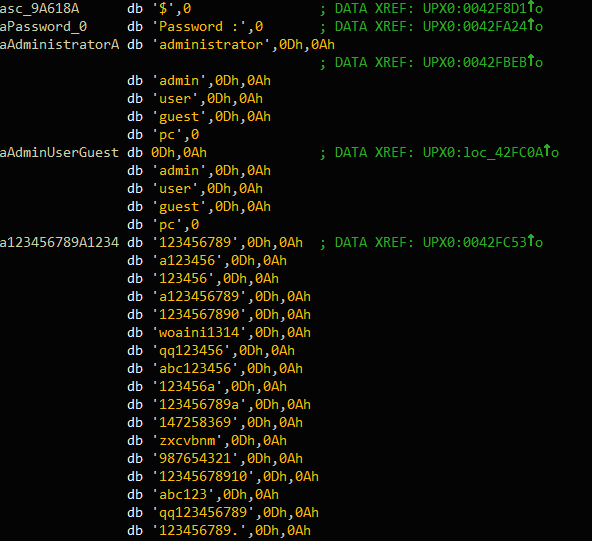 asc_9A618A db '$',0 ; DATA XREF: UPX0:0042F8D1↑o
aPassword_0 db 'Password :',0 ; DATA XREF: UPX0:0042FA24↑o
aAdministratorA db 'administrator',0Dh,0Ah
; DATA XREF: UPX0:0042FBEB↑o
db 'admin',0Dh,0Ah
db 'user',0Dh,0Ah
db 'guest',0Dh,0Ah
db 'pc',0
aAdminUserGuest db 0Dh,0Ah ; DATA XREF: UPX0:loc_42FC0A↑o
db 'admin',0Dh,0Ah
db 'user',0Dh,0Ah
db 'guest',0Dh,0Ah
db 'pc',0
a123456789A1234 db '123456789',0Dh,0Ah ; DATA XREF: UPX0:0042FC53↑o
db 'a123456',0Dh,0Ah
db '123456',0Dh,0Ah
db 'a123456789',0Dh,0Ah
db '1234567890',0Dh,0Ah
db 'woaini1314',0Dh,0Ah
db 'qq123456',0Dh,0Ah
db 'abc123456',0Dh,0Ah
db '123456a',0Dh,0Ah
db '123456789a',0Dh,0Ah
db '147258369',0Dh,0Ah
db 'zxcvbnm',0Dh,0Ah
db '987654321',0Dh,0Ah
db '12345678910',0Dh,0Ah
db 'abc123',0Dh,0Ah
db 'qq123456789',0Dh,0Ah
db '123456789.',0Dh,0Ah